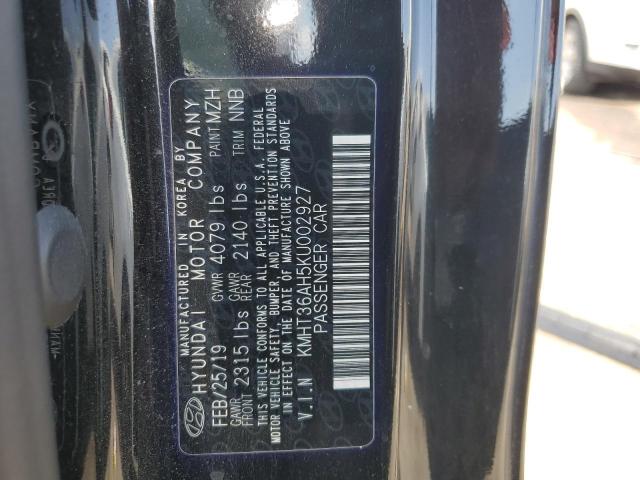 MANUFACTURED IN KOREA BY
HYUNDAI MOTOR COMPANY
FEB/25/19 GVWR 4079 lbs PAINT MZH
GAWR FRONT 2315 lbs GAWR REAR 2140 lbs TRIM NNB
THIS VEHICLE CONFORMS TO ALL APPLICABLE U.S.A. FEDERAL
MOTOR VEHICLE SAFETY, BUMPER, AND THEFT PREVENTION STANDARDS
IN EFFECT ON THE DATE OF MANUFACTURE SHOWN ABOVE
V.I.N KMHT36AH5KU002927
PASSENGER CAR